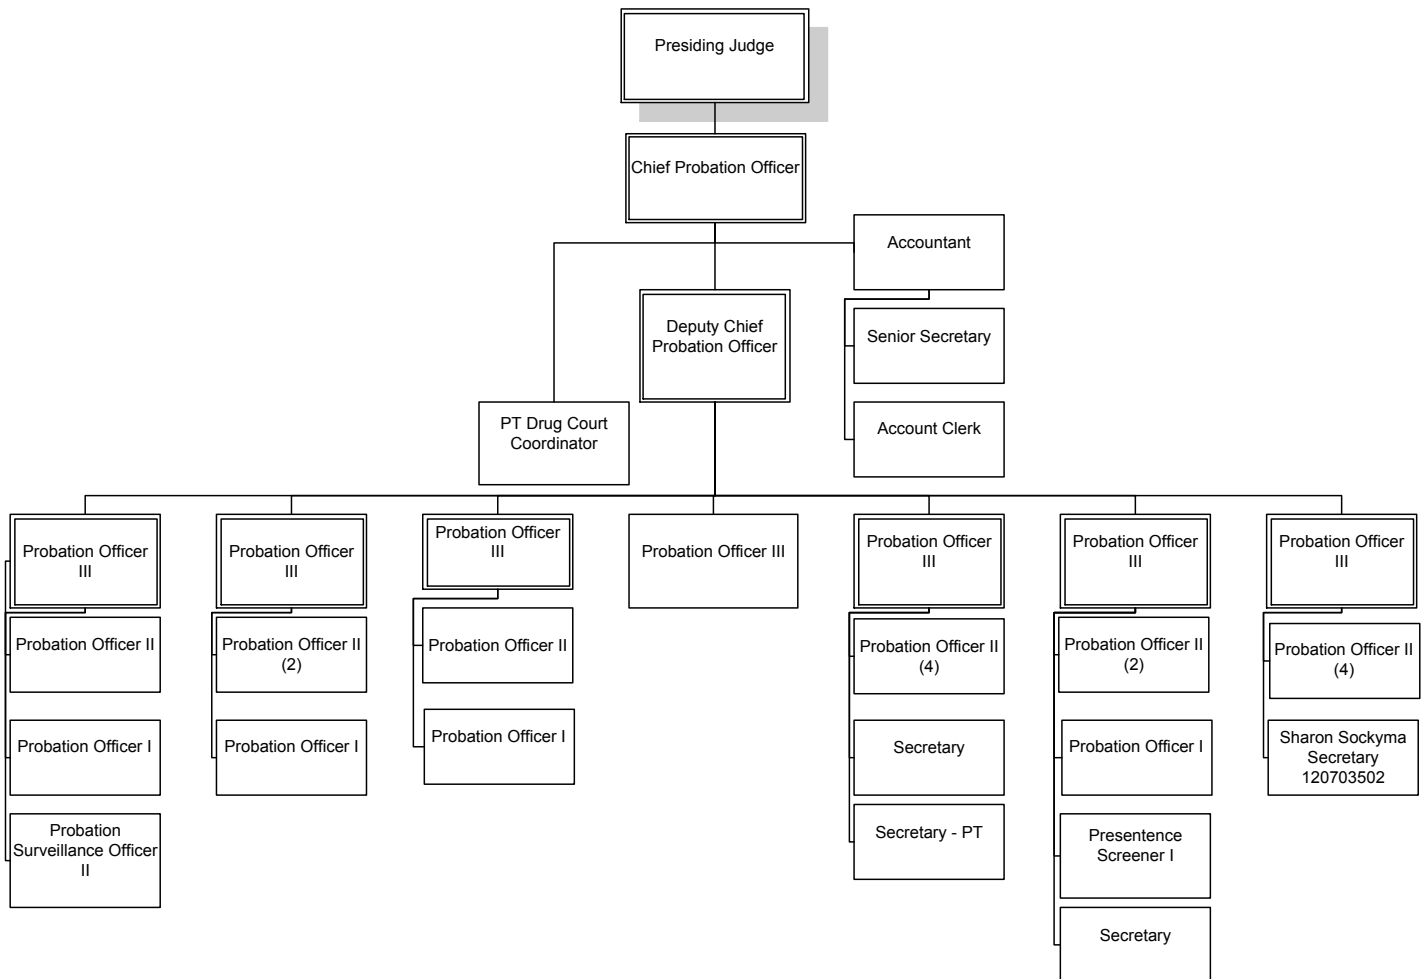 Presiding Judge
Chief Probation Officer
Accountant
Deputy Chief
Probation Officer
Senior Secretary
PT Drug Court
Coordinator
Account Clerk
Probation Officer
III
Probation Officer
III
Probation Officer
III
Probation Officer III
Probation Officer
III
Probation Officer
III
Probation Officer
III
Probation Officer II
Probation Officer II
(2)
Probation Officer II
Probation Officer II
(4)
Probation Officer II
(2)
Probation Officer II
(4)
Probation Officer I
Probation Officer I
Probation Officer I
Secretary
Probation Officer I
Sharon Sockyma
Secretary
120703502
Probation
Surveillance Officer
II
Secretary - PT
Presentence
Screener I
Secretary